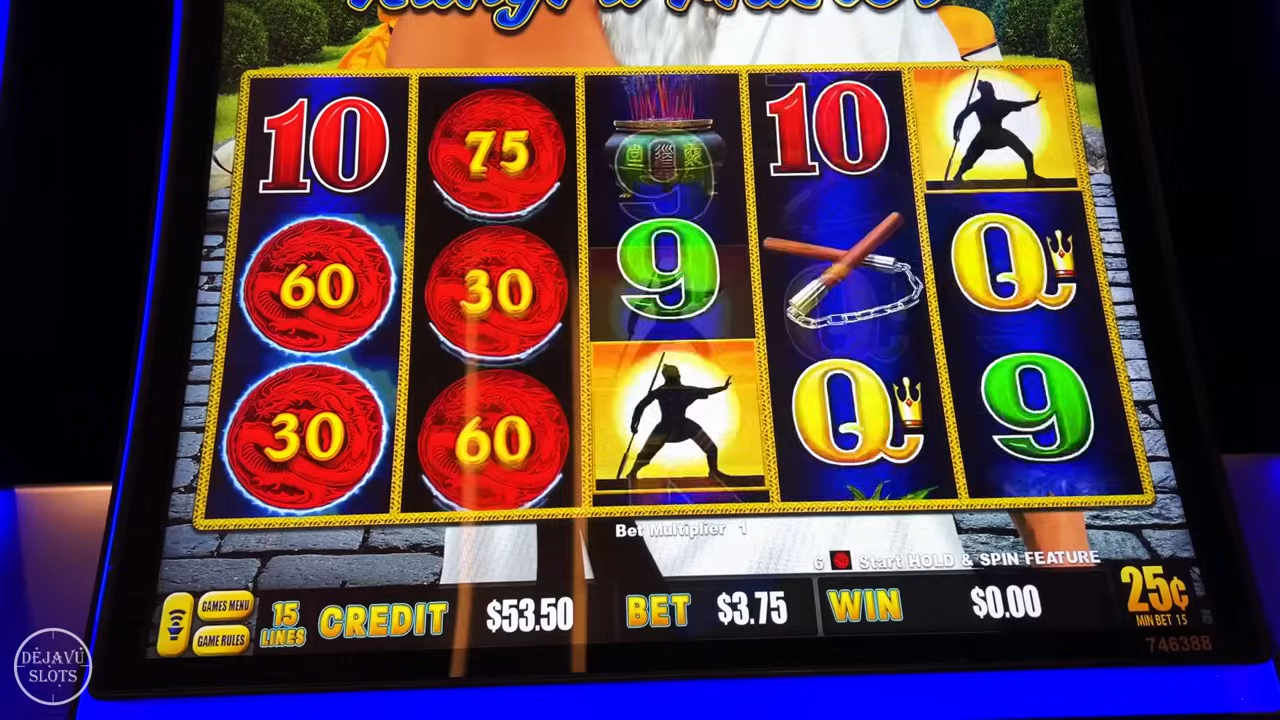 10
75
10
60
30
9
Q
30
60
Q
9
Bet Multiplier 1
6 Start HOLD & SPIN FEATURE
GAMES MENU
GAME RULES
15
LINES
CREDIT $53.50
BET $3.75
WIN $0.00
25¢
MIN BET 15
746388
DÉJAVÚ
SLOTS